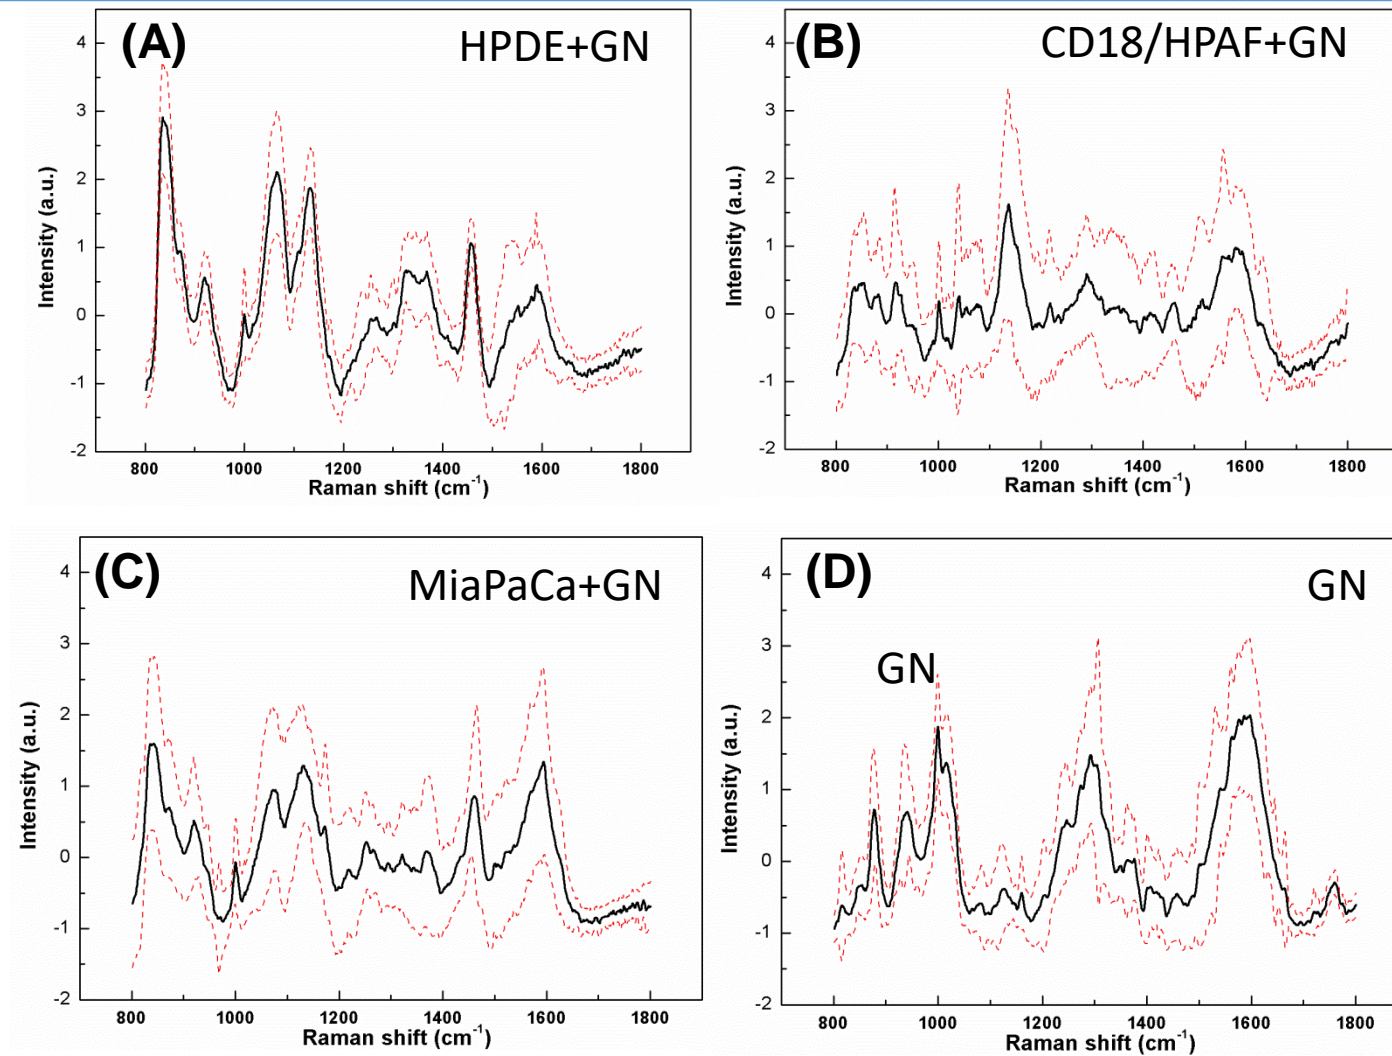 (A) HPDE+GN
4
3
2
1
0
-1
-2
Intensity (a.u.)
800 1000 1200 1400 1600 1800
Raman shift (cm-1)
(B) CD18/HPAF+GN
4
3
2
1
0
-1
-2
Intensity (a.u.)
800 1000 1200 1400 1600 1800
Raman shift (cm-1)
(C) MiaPaCa+GN
4
3
2
1
0
-1
-2
Intensity (a.u.)
800 1000 1200 1400 1600 1800
Raman shift (cm-1)
(D) GN
GN
4
3
2
1
0
-1
-2
Intensity (a.u.)
800 1000 1200 1400 1600 1800
Raman shift (cm-1)